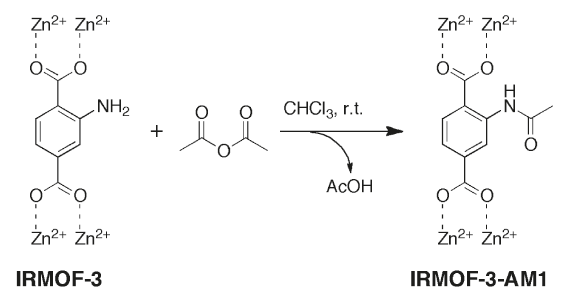 Zn2+ Zn2+
O O
NH2
O O
Zn2+ Zn2+
IRMOF-3
+
O O
O
CHCl3, r.t.
AcOH
Zn2+ Zn2+
O O
H
N
O
O O
Zn2+ Zn2+
IRMOF-3-AM1